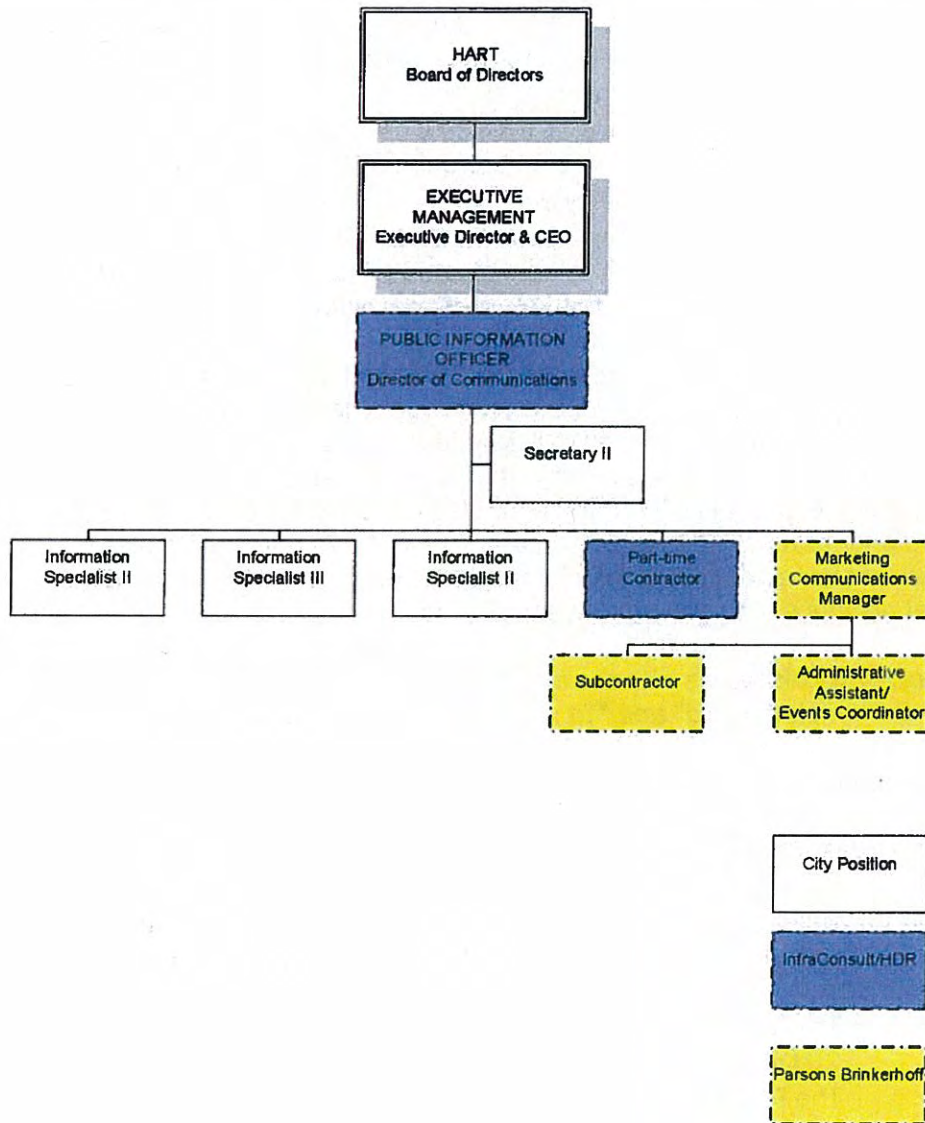 HART
Board of Directors
EXECUTIVE
MANAGEMENT
Executive Director & CEO
PUBLIC INFORMATION
OFFICER
Director of Communications
Secretary II
Information
Specialist II
Information
Specialist III
Information
Specialist II
Part-time
Contractor
Marketing
Communications
Manager
Subcontractor
Administrative
Assistant/
Events Coordinator
City Position
InfraConsult/HDR
Parsons Brinkerhoff